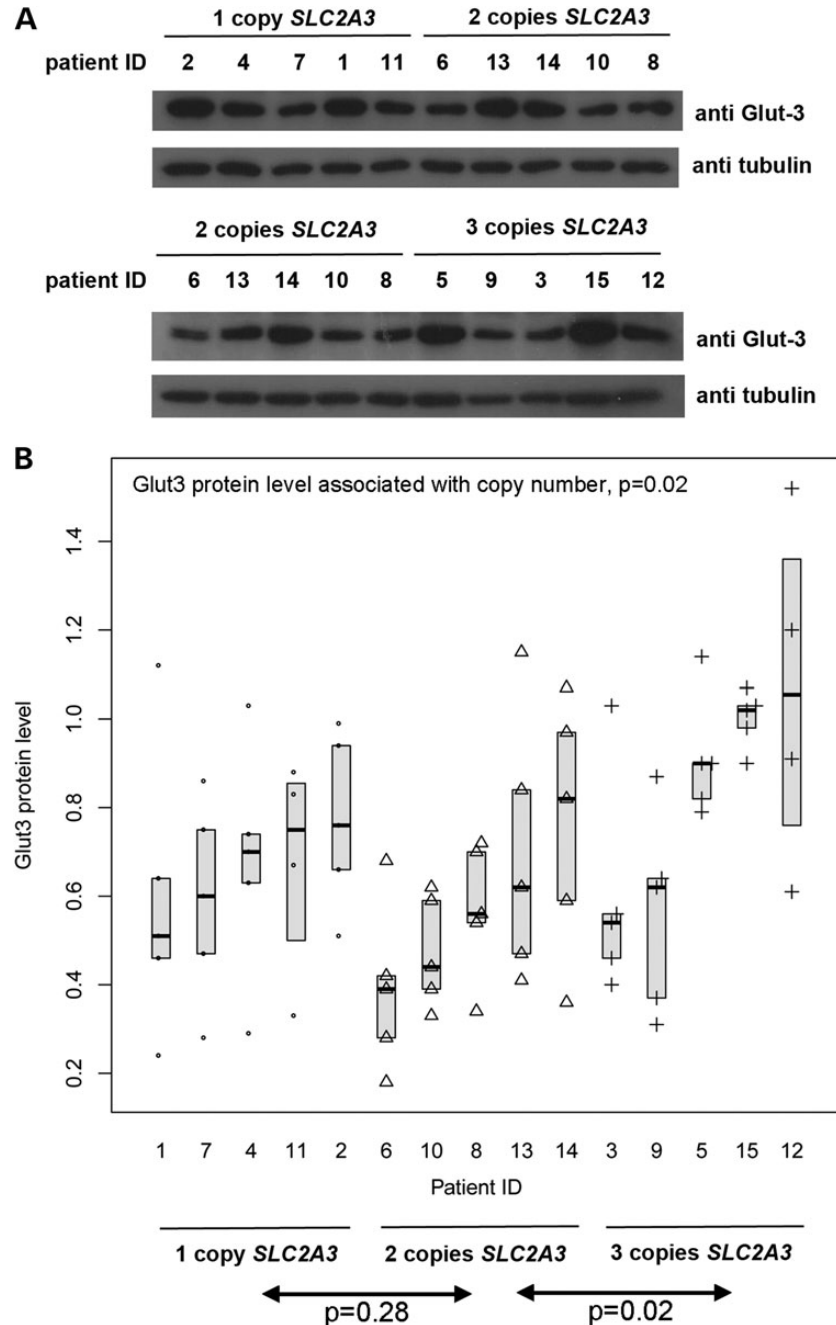 A
1 copy SLC2A3 2 copies SLC2A3
patient ID 2 4 7 1 11 6 13 14 10 8
anti Glut-3
anti tubulin
2 copies SLC2A3 3 copies SLC2A3
patient ID 6 13 14 10 8 5 9 3 15 12
anti Glut-3
anti tubulin
B
Glut3 protein level associated with copy number, p=0.02
Glut3 protein level
1.4
1.2
1.0
0.8
0.6
0.4
0.2
1 7 4 11 2 6 10 8 13 14 3 9 5 15 12
Patient ID
1 copy SLC2A3 2 copies SLC2A3 3 copies SLC2A3
p=0.28 p=0.02